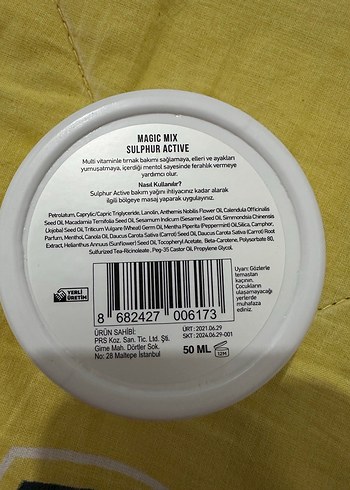 MAGIC MIX
SULPHUR ACTIVE
Multi vitaminle tırnak bakımı sağlamaya, elleri ve ayakları
yumuşatmaya, içerdiği mentol sayesinde ferahlık vermeye
yardımcı olur.
Nasıl Kullanılır?
Sulphur Active bakım yağını ihtiyacınız kadar alarak
ilgili bölgeye masaj yaparak uygulayınız.
Petrolatum, Caprylic/Capric Triglyceride, Lanolin, Anthemis Nobilis Flower Oil, Calendula Officinalis
Seed Oil, Macadamia Ternifolia Seed Oil, Sesamum Indicum (Sesame) Seed Oil, Simmondsia Chinensis
(Jojoba) Seed Oil, Triticum Vulgare (Wheat) Germ Oil, Mentha Piperita (Peppermint) Oil, Silica, Camphor,
Parfum, Menthol, Canola Oil, Daucus Carota Sativa (Carrot) Seed Oil, Daucus Carota Sativa (Carrot) Root
Extract, Helianthus Annuus (Sunflower) Seed Oil, Tocopheryl Acetate, Beta-Carotene, Polysorbate 80,
Sulfurized Tea-Ricinoleate , Peg-35 Castor Oil, Propylene Glycol.
YERLİ
ÜRETİM
8 682427 006173
Uyarı: Gözlerle
temastan
kaçının.
Çocukların
ulaşamayacağı
yerlerde
muhafaza
ediniz.
ÜRÜN SAHİBİ:
PRS Koz. San. Tic. Ltd. Şti.
Girne Mah. Dörtler Sok.
No: 28 Maltepe İstanbul
ÜRT : 2021.06.29
SKT : 2024.06.29-001
50 ML
12M